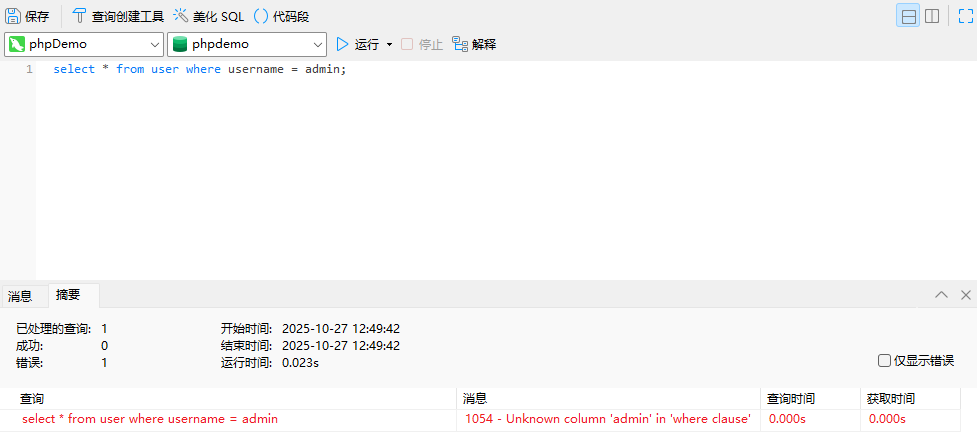 保存 查询创建工具 美化 SQL 代码段
phpDemo phpdemo 运行 停止 解释
1 select * from user where username = admin;
消息 摘要
已处理的查询: 1 开始时间: 2025-10-27 12:49:42
成功: 0 结束时间: 2025-10-27 12:49:42
错误: 1 运行时间: 0.023s
仅显示错误
查询 消息 查询时间 获取时间
select * from user where username = admin 1054 - Unknown column 'admin' in 'where clause' 0.000s 0.000s